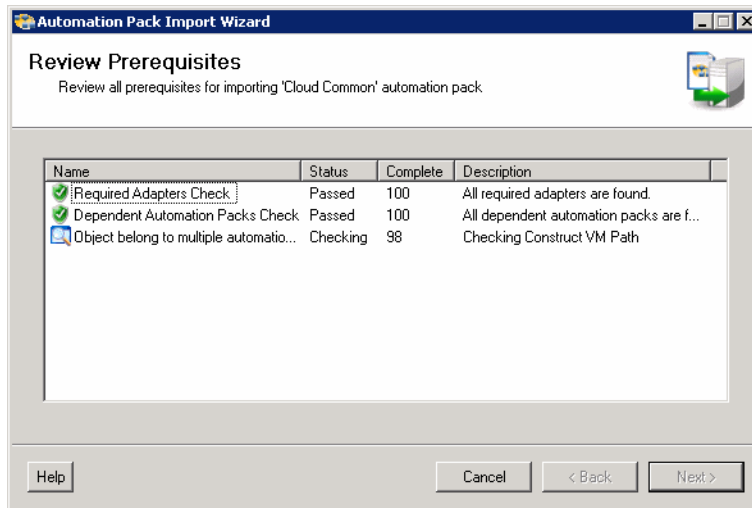 Automation Pack Import Wizard
Review Prerequisites
Review all prerequisites for importing 'Cloud Common' automation pack
Name Status Complete Description
Required Adapters Check Passed 100 All required adapters are found.
Dependent Automation Packs Check Passed 100 All dependent automation packs are f...
Object belong to multiple automatio... Checking 98 Checking Construct VM Path
Help Cancel < Back Next >